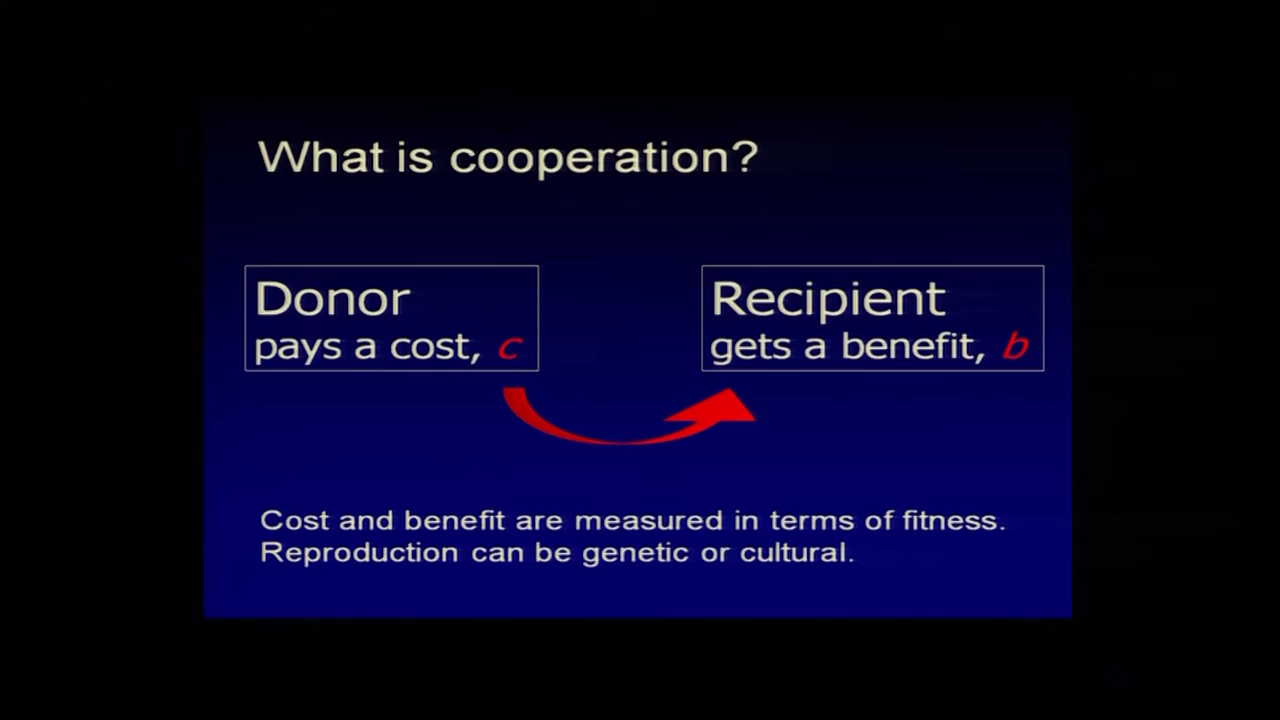 What is cooperation?
Donor
pays a cost, c
Recipient
gets a benefit, b
Cost and benefit are measured in terms of fitness.
Reproduction can be genetic or cultural.